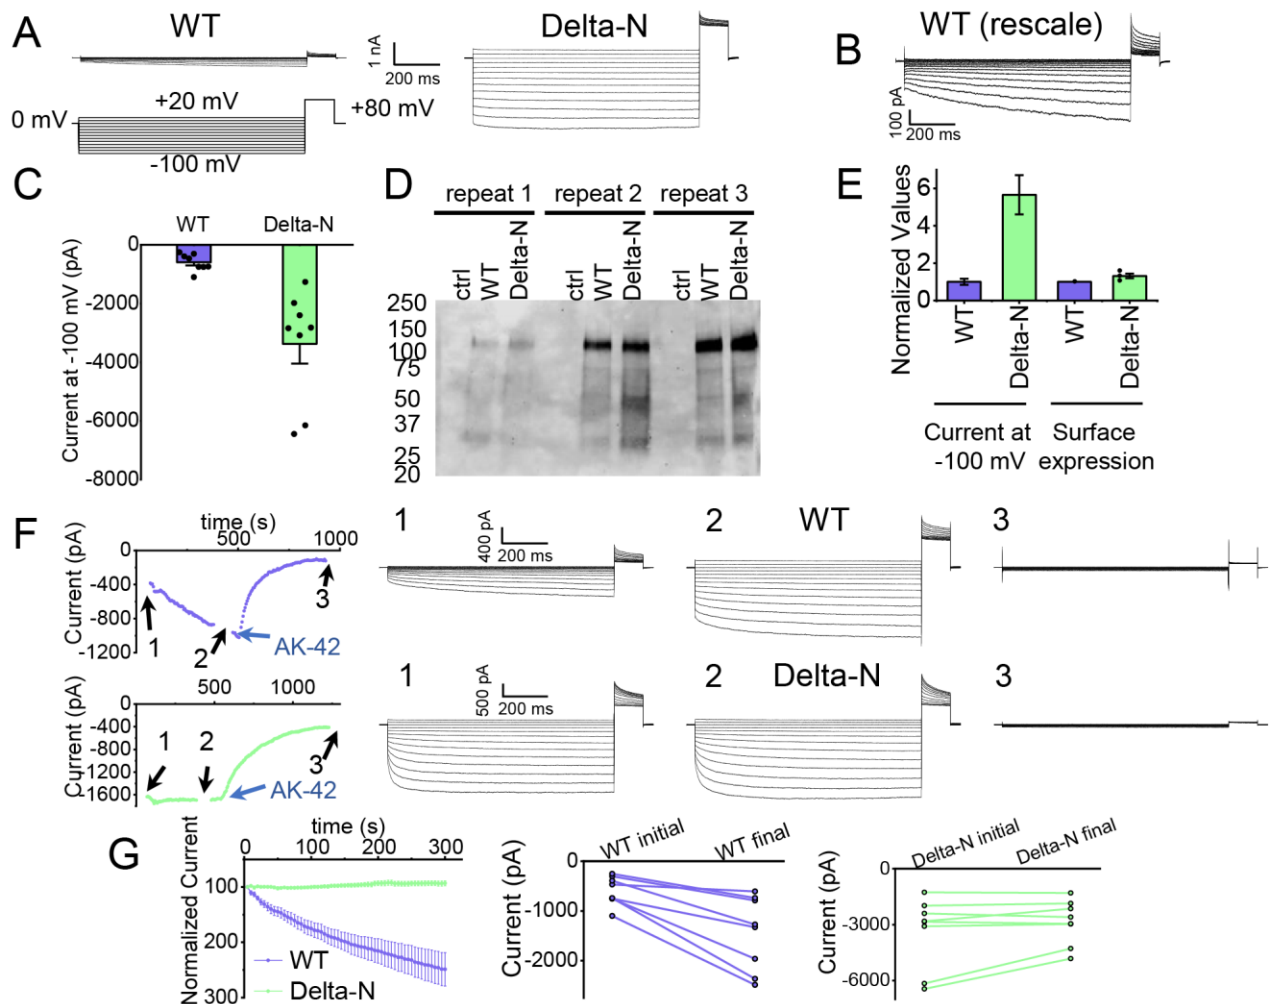 A
WT
1 nA
200 ms
Delta-N
B
WT (rescale)
100 pA
200 ms
+20 mV
0 mV
+80 mV
-100 mV
C
WT
Delta-N
Current at -100 mV (pA)
0
-2000
-4000
-6000
-8000
D
repeat 1
repeat 2
repeat 3
ctrl
WT
Delta-N
ctrl
WT
Delta-N
ctrl
WT
Delta-N
250
150
100
75
50
37
25
20
E
Normalized Values
6
4
2
0
WT
Delta-N
WT
Delta-N
Current at
-100 mV
Surface
expression
F
time (s)
500
1000
Current (pA)
0
-400
-800
-1200
1
2
3
AK-42
1
400 pA
200 ms
2
WT
3
500
1000
Current (pA)
0
-400
-800
1200
1600
1
2
3
AK-42
1
500 pA
200 ms
2
Delta-N
3
G
time (s)
0
100
200
300
Normalized Current
100
200
300
WT
Delta-N
WT initial
WT final
Current (pA)
0
-1000
-2000
Delta-N initial
Delta-N final
Current (pA)
0
-3000
-6000